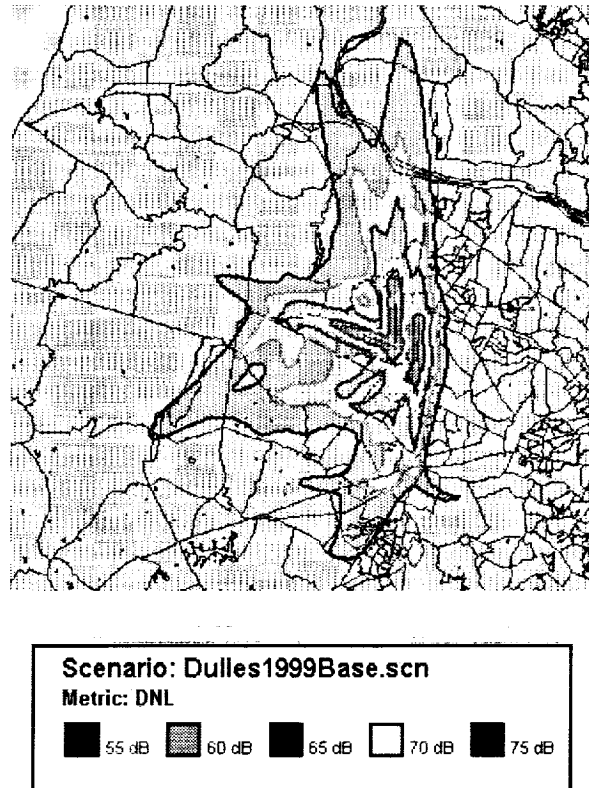 Scenario: Dulles1999Base.scn
Metric: DNL
55 dB 60 dB 65 dB 70 dB 75 dB